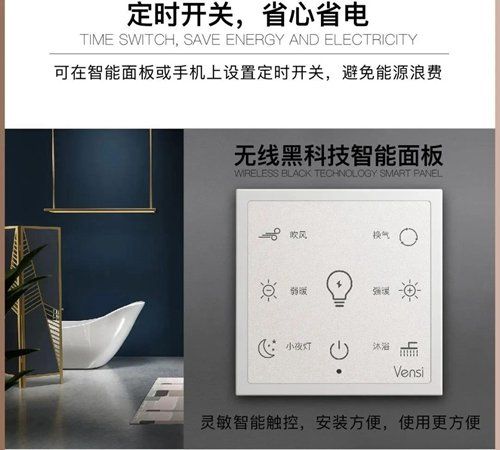 定时开关，省心省电
TIME SWITCH, SAVE ENERGY AND ELECTRICITY
可在智能面板或手机上设置定时开关，避免能源浪费
无线黑科技智能面板
WIRELESS BLACK TECHNOLOGY SMART PANEL
吹风
换气
弱暖
强暖
小夜灯
沐浴
Vensi
灵敏智能触控，安装方便，使用更方便